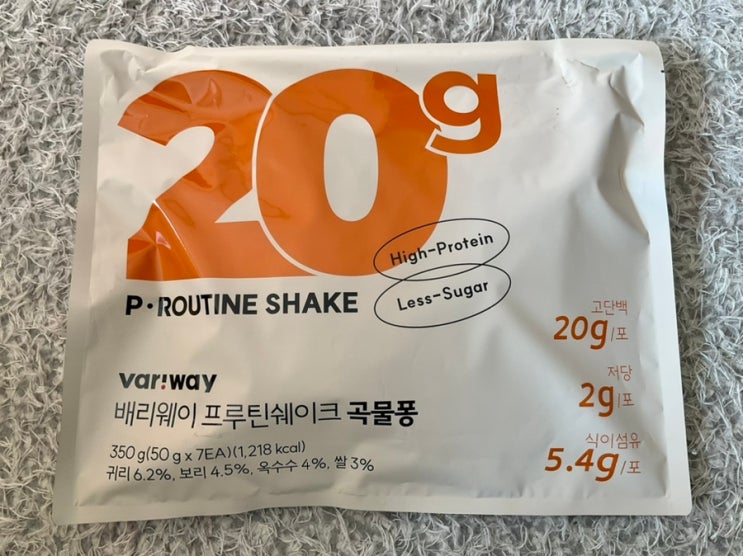 20g
High-Protein
Less-Sugar
P·ROUTINE SHAKE
고단백
20g/포
저당
2g/포
식이섬유
5.4g/포
var!way
배리웨이 프루틴쉐이크 곡물퐁
350g(50g x 7EA)(1,218 kcal)
귀리 6.2%, 보리 4.5%, 옥수수 4%, 쌀 3%